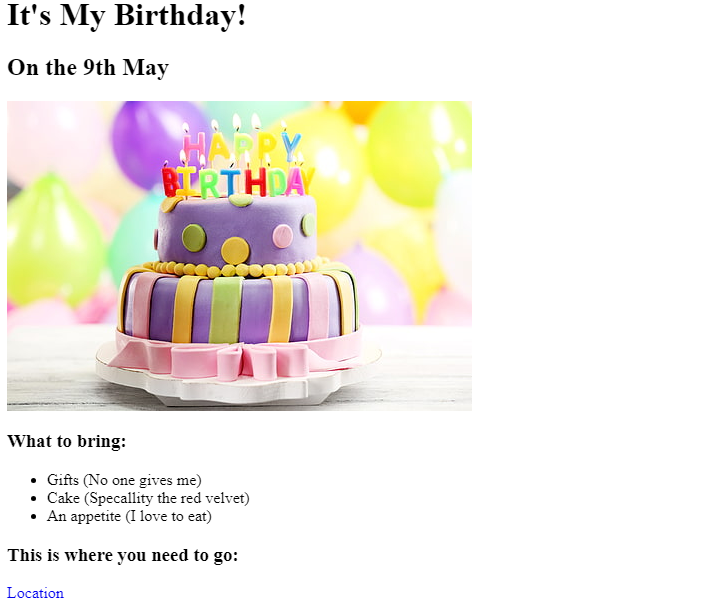 It's My Birthday!
On the 9th May
HAPPY
BIRTHDAY
What to bring:
Gifts (No one gives me)
Cake (Specallity the red velvet)
An appetite (I love to eat)
This is where you need to go:
Location